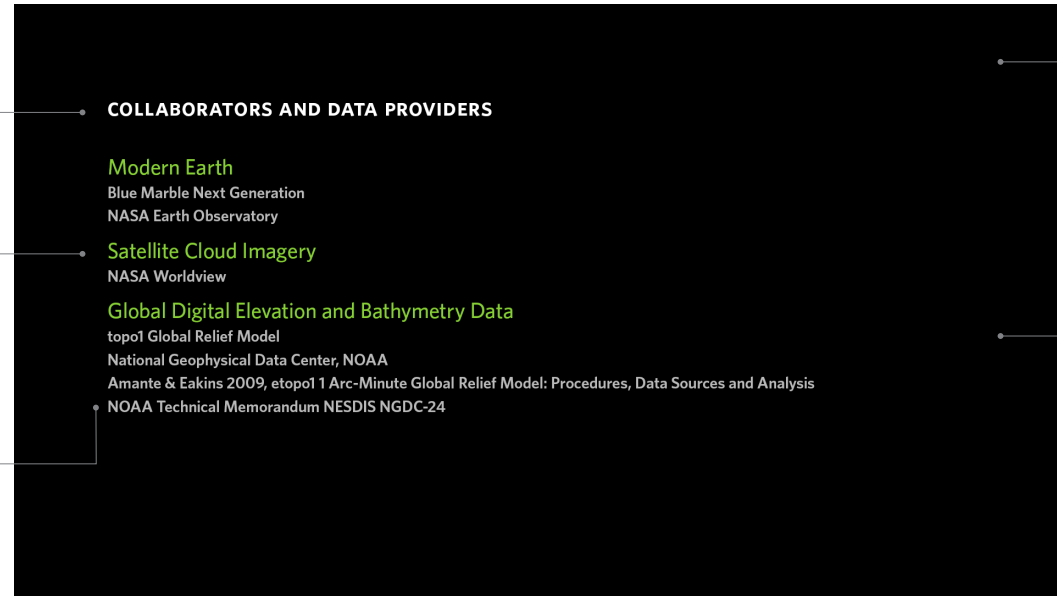 COLLABORATORS AND DATA PROVIDERS
Modern Earth
Blue Marble Next Generation
NASA Earth Observatory
Satellite Cloud Imagery
NASA Worldview
Global Digital Elevation and Bathymetry Data
topo1 Global Relief Model
National Geophysical Data Center, NOAA
Amante & Eakins 2009, etopo1 1 Arc-Minute Global Relief Model: Procedures, Data Sources and Analysis
NOAA Technical Memorandum NESDIS NGDC-24